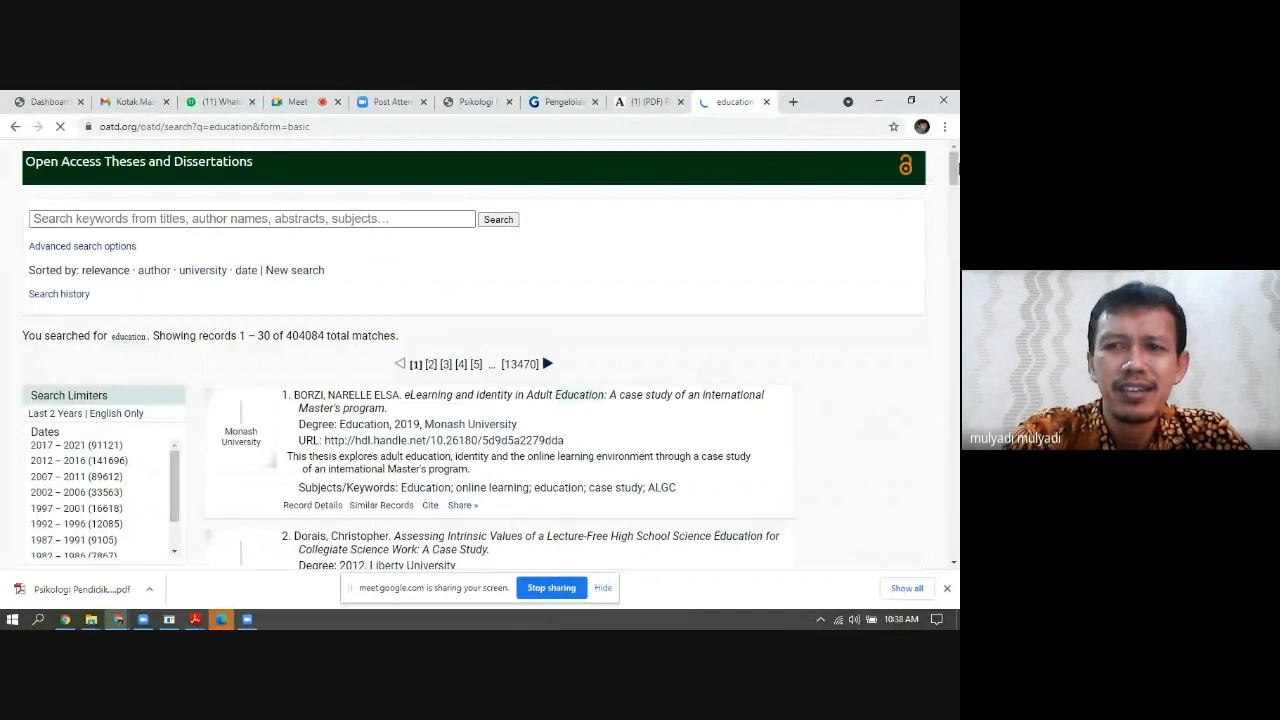 Dashboar
Kotak Ma
(11) What
Meet -
Post Atten
Psikologi
Pengelola
(1) (PDF)
education
oatd.org/oatd/search?q=education&form=basic
Open Access Theses and Dissertations
Search keywords from titles, author names, abstracts, subjects…
Search
Advanced search options
Sorted by: relevance · author · university · date | New search
Search history
You searched for education. Showing records 1 – 30 of 404084 total matches.
[1] [2] [3] [4] [5] … [13470]
Search Limiters
Last 2 Years | English Only
Dates
2017 – 2021 (91121)
2012 – 2016 (141696)
2007 – 2011 (89612)
2002 – 2006 (33563)
1997 – 2001 (16618)
1992 – 1996 (12085)
1987 – 1991 (9105)
1982 – 1986 (7867)
Monash
University
1. BORZI, NARELLE ELSA. eLearning and identity in Adult Education: A case study of an International
Master's program.
Degree: Education, 2019, Monash University
URL: http://hdl.handle.net/10.26180/5d9d5a2279dda
This thesis explores adult education, identity and the online learning environment through a case study
of an international Master's program.
Subjects/Keywords: Education; online learning; education; case study; ALGC
Record Details Similar Records Cite Share »
2. Dorais, Christopher. Assessing Intrinsic Values of a Lecture-Free High School Science Education for
Collegiate Science Work: A Case Study.
Degree: 2012, Liberty University
Psikologi Pendidik....pdf
meet.google.com is sharing your screen.
Stop sharing
Hide
Show all
10:38 AM
mulyadi mulyadi